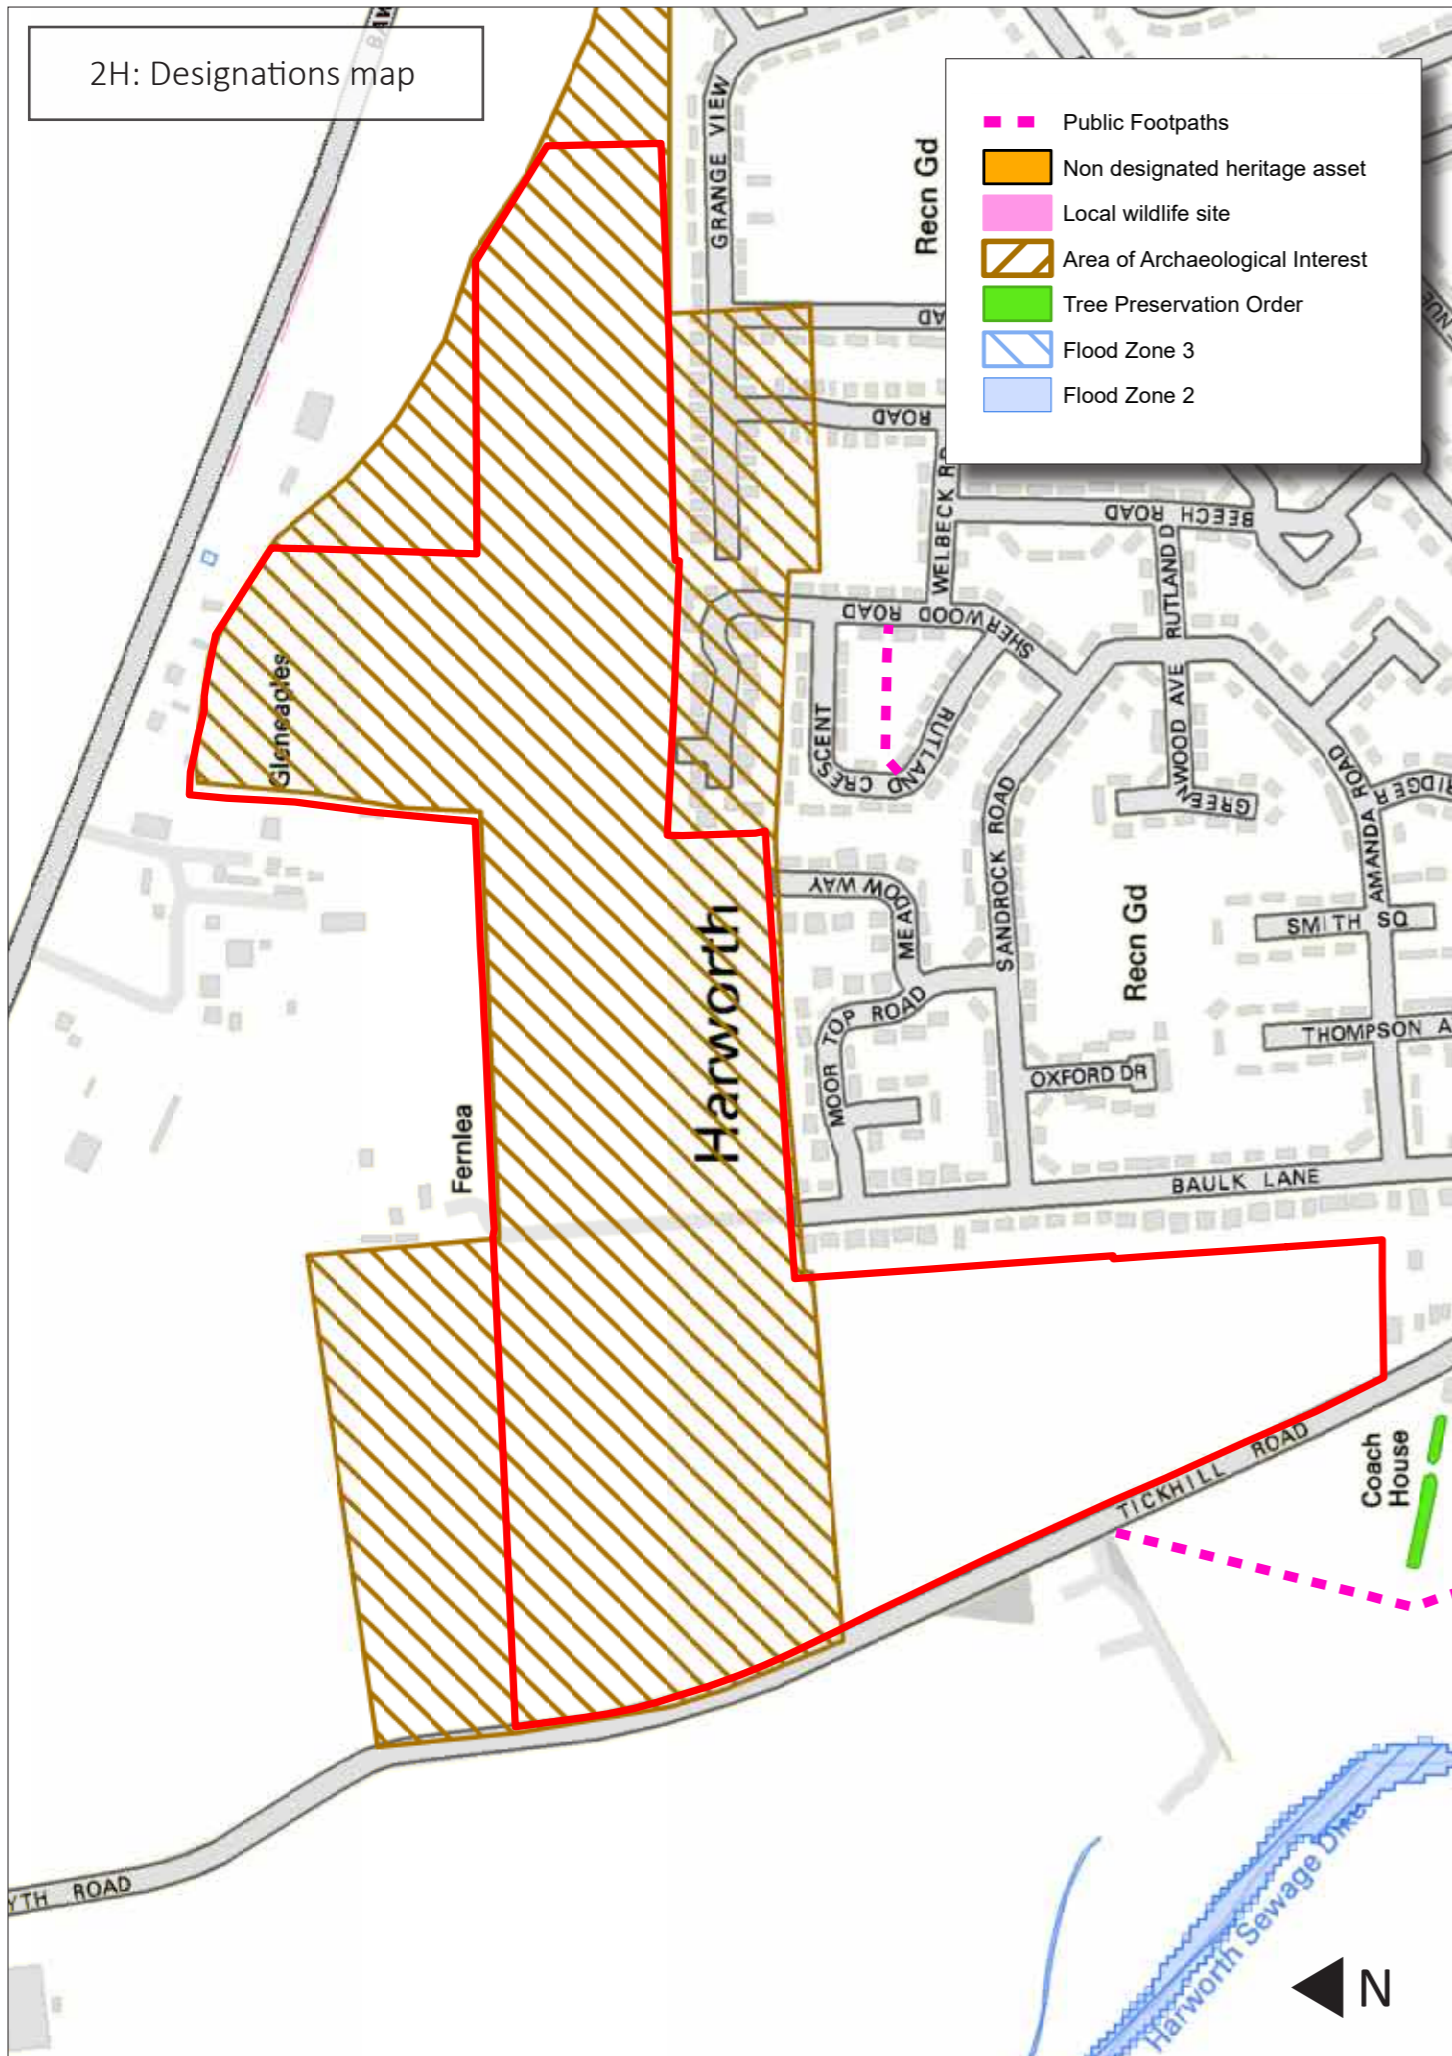 2H: Designations map
Public Footpaths
Non designated heritage asset
Local wildlife site
Area of Archaeological Interest
Tree Preservation Order
Flood Zone 3
Flood Zone 2
GRANGE VIEW
Recn Gd
ROAD
WELBECK
BEECH ROAD
RUTLAND D
SHERWOOD ROAD
RUTLAND CRESCENT
Gleneagles
SANDROCK ROAD
GREENWOOD AVE
AMANDA ROAD
MEADOW WAY
Harworth
Recn Gd
SMITH SQ
MOOR TOP ROAD
THOMPSON A
OXFORD DR
Fernlea
BAULK LANE
TICKHILL ROAD
Coach
House
YTH ROAD
Harworth Sewage Dike
N